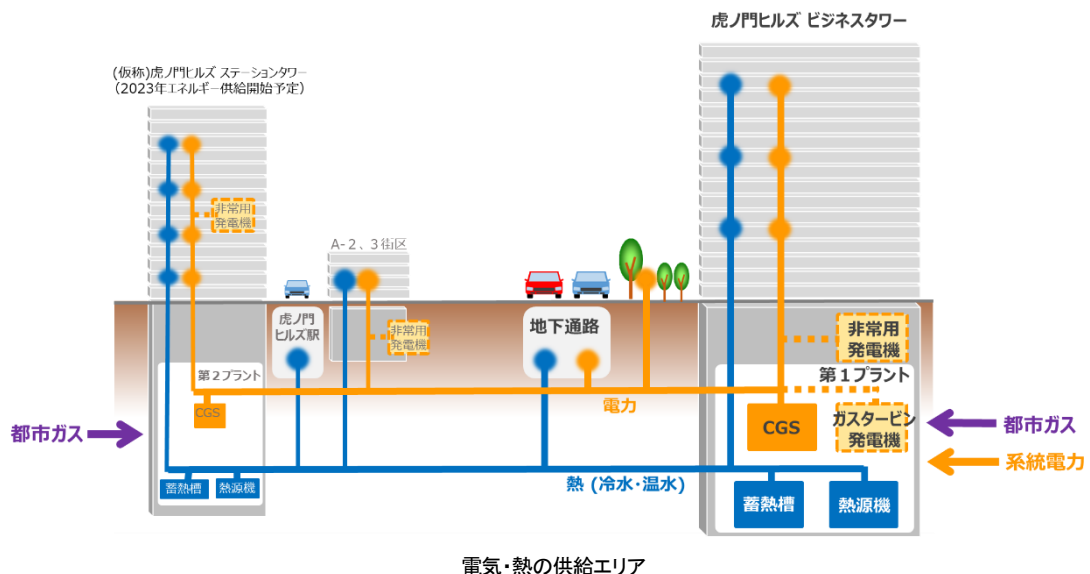 虎ノ門ヒルズ ビジネスタワー
(仮称)虎ノ門ヒルズ ステーションタワー
(2023年エネルギー供給開始予定)
非常用
発電機
A-2、3街区
虎ノ門
ヒルズ駅
非常用
発電機
地下通路
非常用
発電機
第2プラント
第1プラント
CGS
電力
CGS
ガスタービン
発電機
都市ガス
都市ガス
系統電力
蓄熱槽
熱源機
熱 (冷水・温水)
蓄熱槽
熱源機
電気・熱の供給エリア